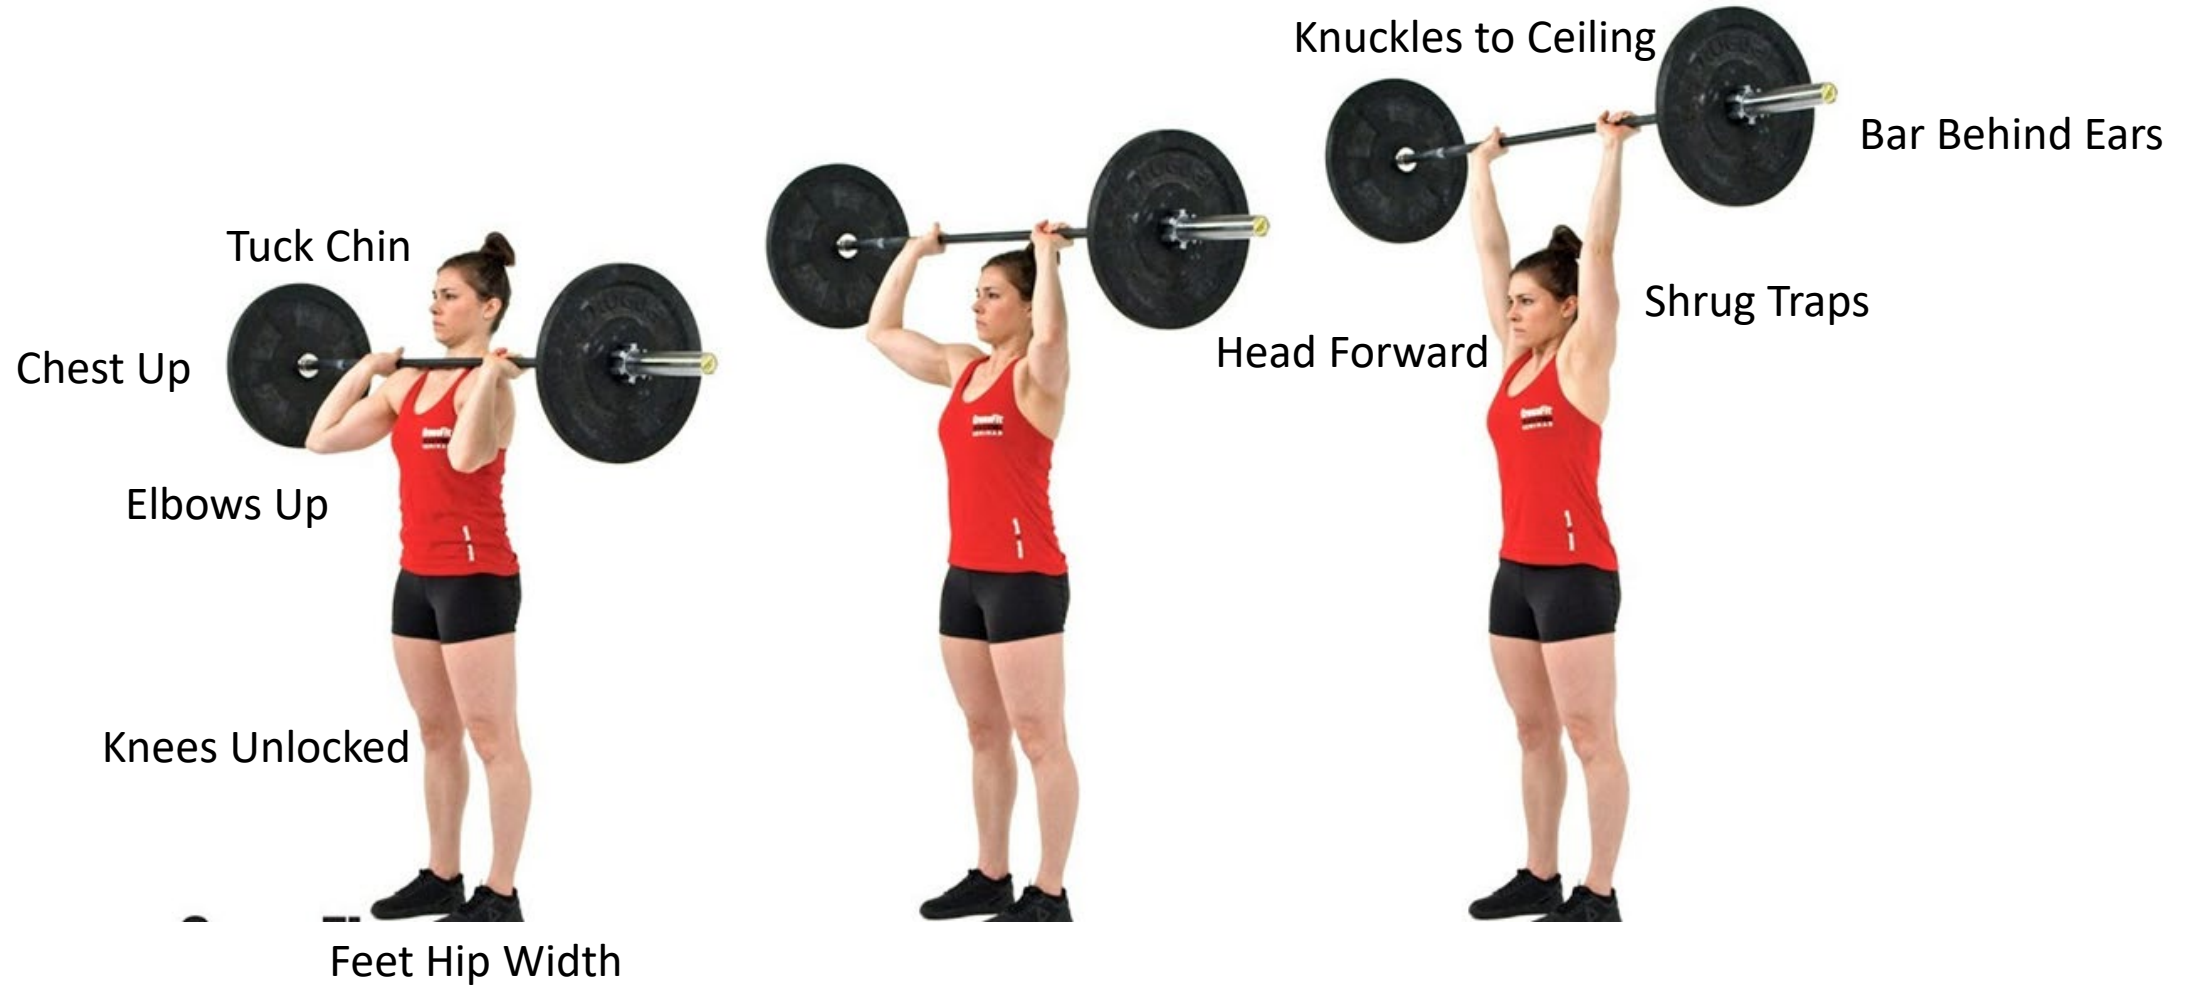 Knuckles to Ceiling
Bar Behind Ears
Tuck Chin
Shrug Traps
Head Forward
Chest Up
Elbows Up
Knees Unlocked
Feet Hip Width